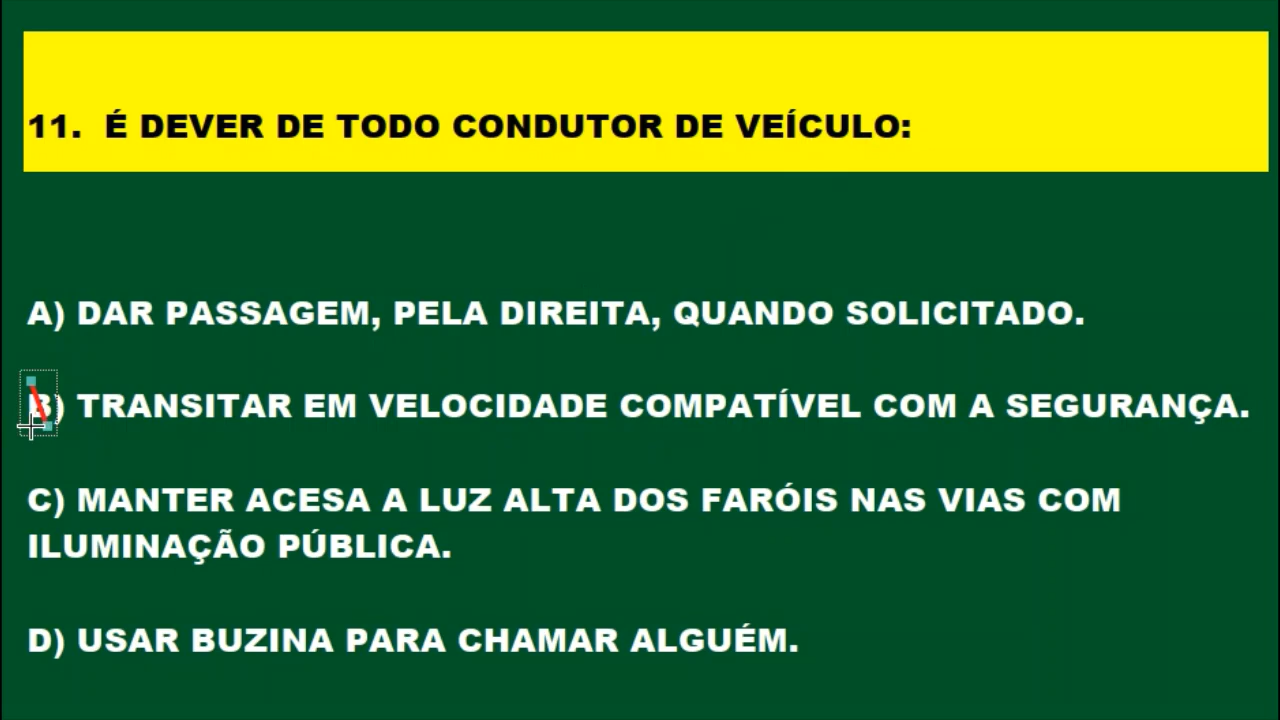 11. É DEVER DE TODO CONDUTOR DE VEÍCULO:
A) DAR PASSAGEM, PELA DIREITA, QUANDO SOLICITADO.
B) TRANSITAR EM VELOCIDADE COMPATÍVEL COM A SEGURANÇA.
C) MANTER ACESA A LUZ ALTA DOS FARÓIS NAS VIAS COM
ILUMINAÇÃO PÚBLICA.
D) USAR BUZINA PARA CHAMAR ALGUÉM.